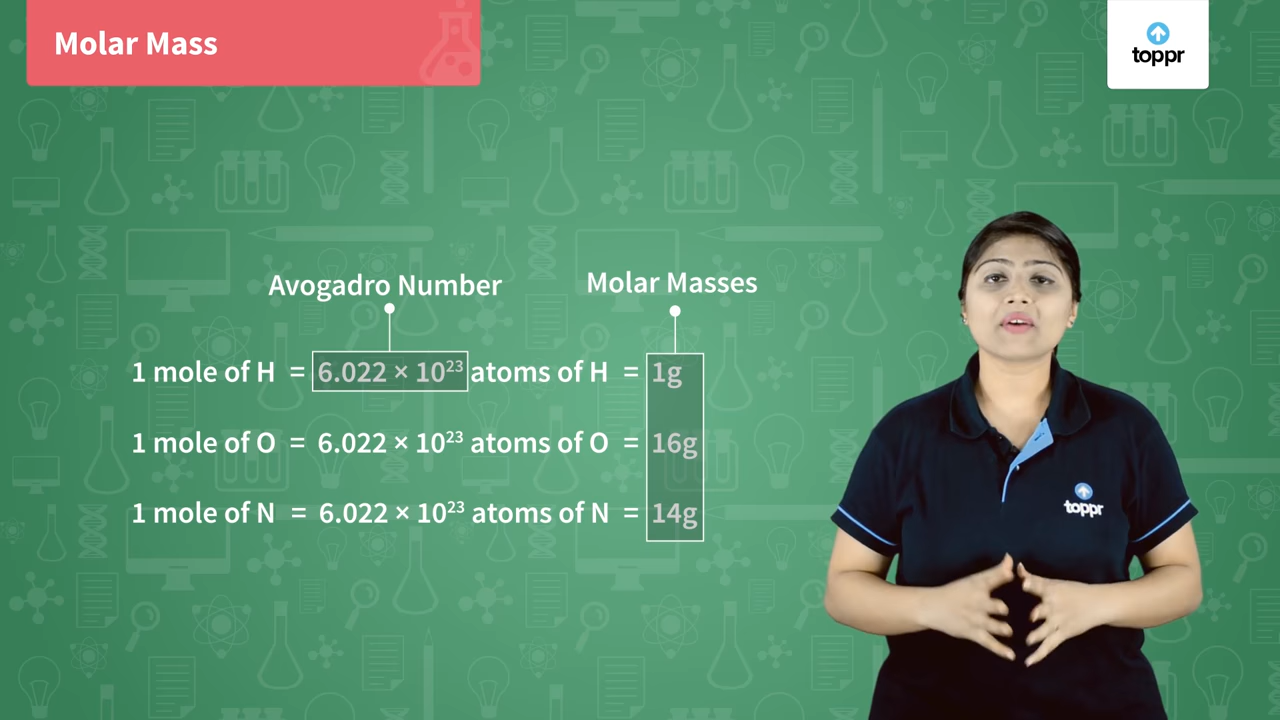 Molar Mass
toppr
Avogadro Number
Molar Masses
1 mole of H = 6.022 × 10²³ atoms of H = 1g
1 mole of O = 6.022 × 10²³ atoms of O = 16g
1 mole of N = 6.022 × 10²³ atoms of N = 14g
toppr